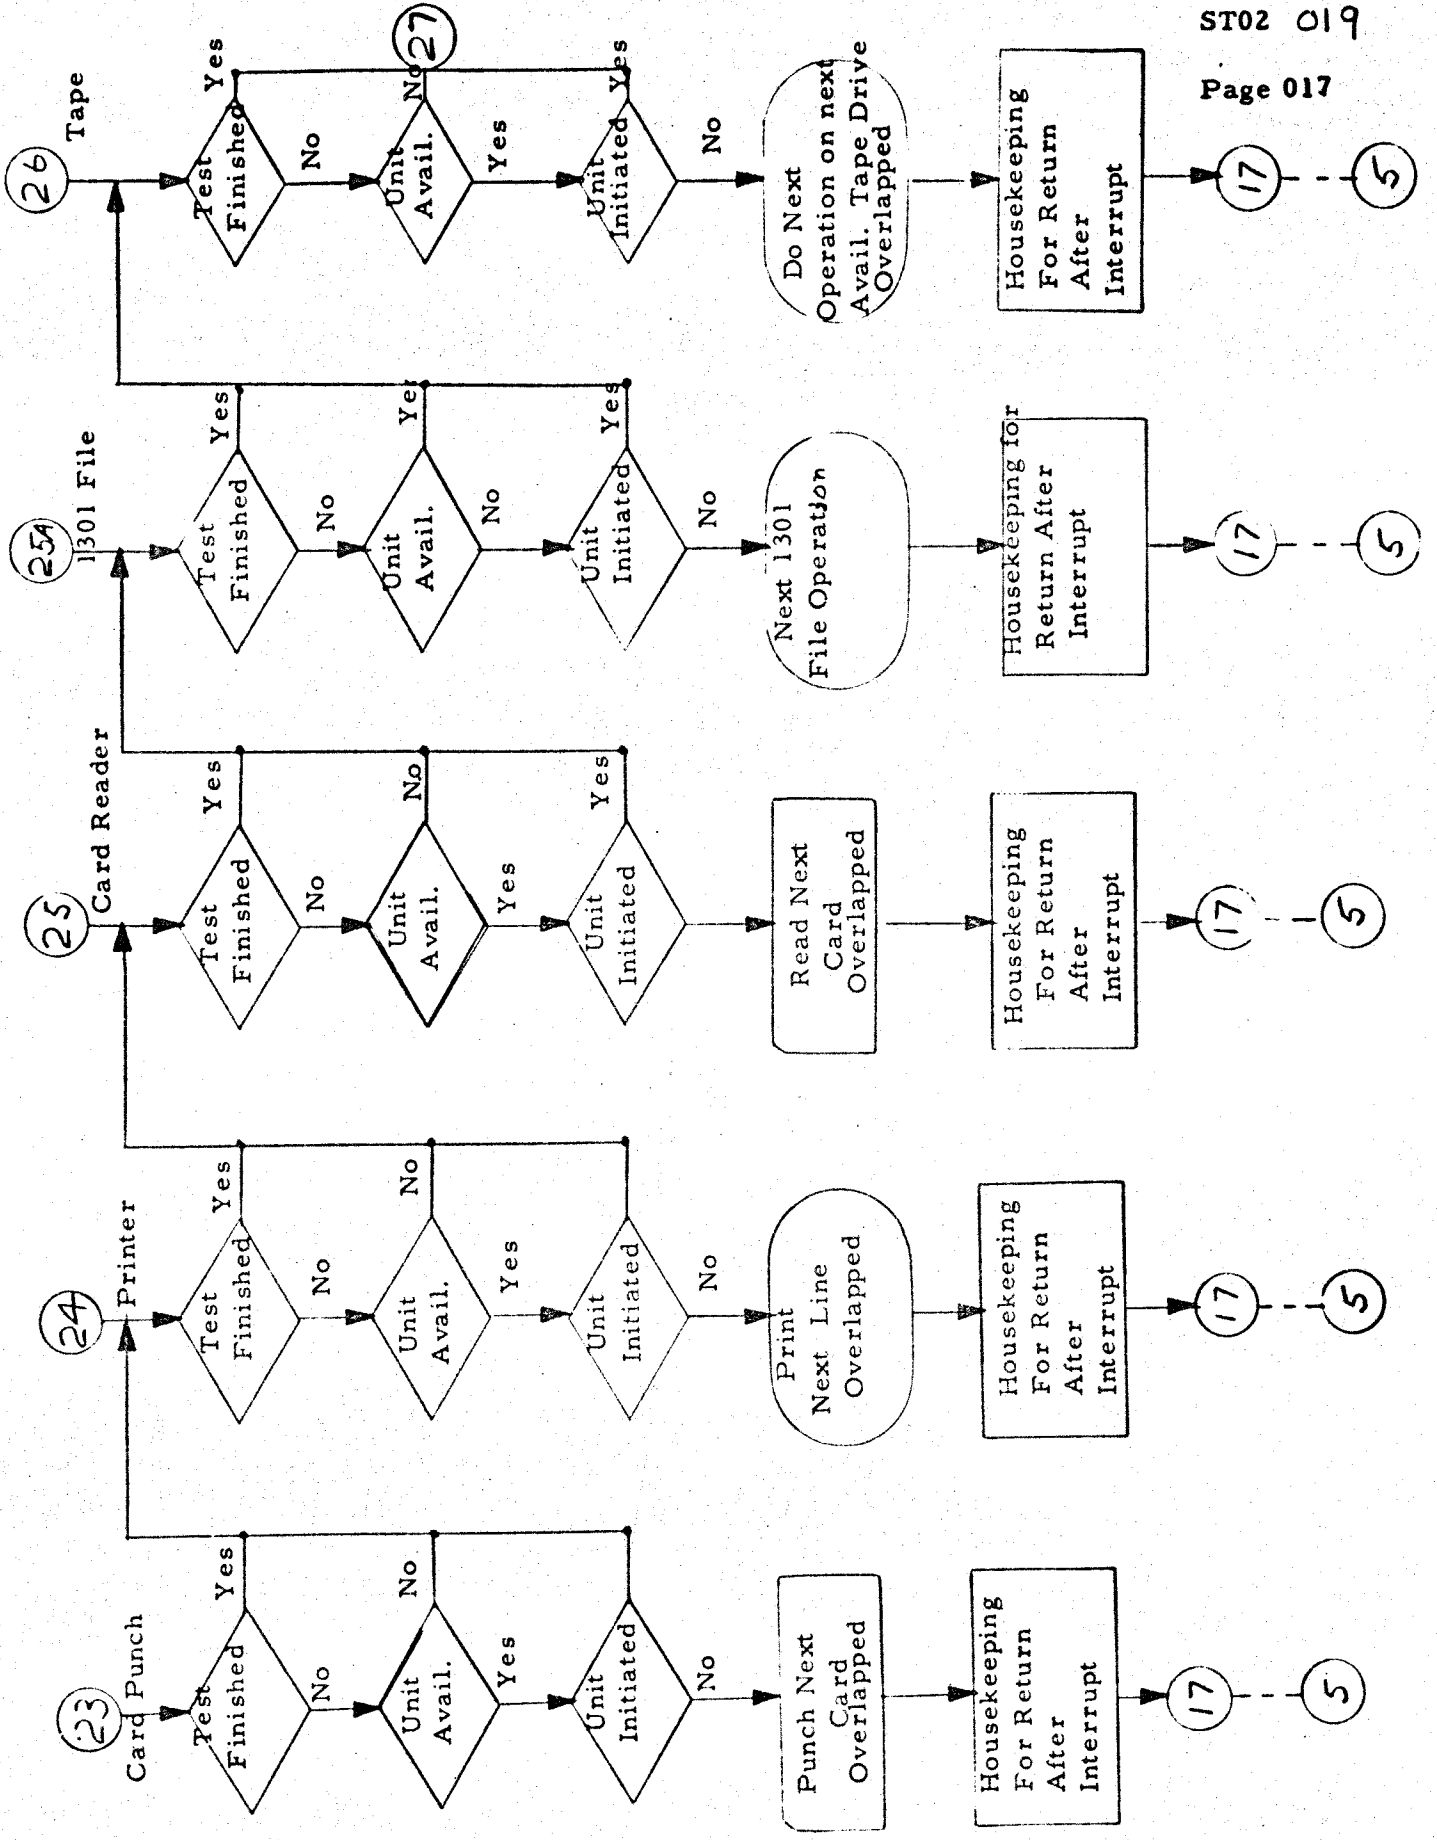 ST02 019
Page 017
23
Card Punch
Test
Finished
Yes
No
Unit
Avail.
No
Yes
Unit
Initiated
No
Punch Next
Card
Overlapped
Housekeeping
For Return
After
Interrupt
17
5
24
Printer
Test
Finished
Yes
No
Unit
Avail.
No
Yes
Unit
Initiated
No
Print
Next Line
Overlapped
Housekeeping
For Return
After
Interrupt
17
5
25
Card Reader
Test
Finished
Yes
No
Unit
Avail.
No
Yes
Unit
Initiated
Yes
Read Next
Card
Overlapped
Housekeeping
For Return
After
Interrupt
17
5
25A
1301 File
Test
Finished
Yes
No
Unit
Avail.
Yes
No
Unit
Initiated
Yes
No
Next 1301
File Operation
Housekeeping for
Return After
Interrupt
17
5
26
Tape
Test
Finished
Yes
No
Unit
Avail.
No
27
Yes
Unit
Initiated
Yes
No
Do Next
Operation on next
Avail. Tape Drive
Overlapped
Housekeeping
For Return
After
Interrupt
17
5